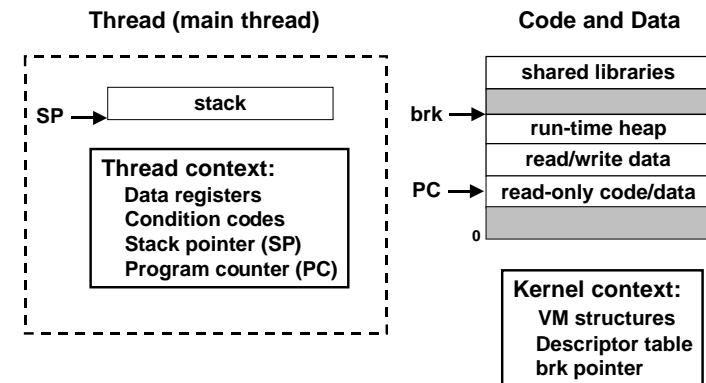 Thread (main thread)
SP
stack
Thread context:
Data registers
Condition codes
Stack pointer (SP)
Program counter (PC)
Code and Data
shared libraries
brk
run-time heap
read/write data
PC
read-only code/data
0
Kernel context:
VM structures
Descriptor table
brk pointer